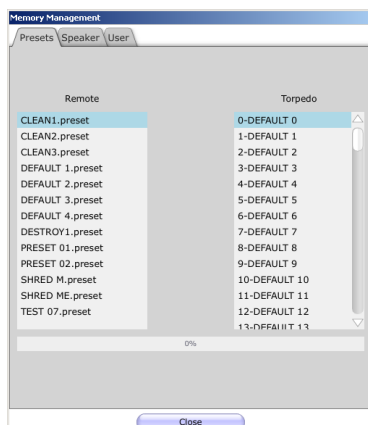 Memory Management
Presets Speaker User
Remote
CLEAN1.preset
CLEAN2.preset
CLEAN3.preset
DEFAULT 1.preset
DEFAULT 2.preset
DEFAULT 3.preset
DEFAULT 4.preset
DESTROY1.preset
PRESET 01.preset
PRESET 02.preset
SHRED M.preset
SHRED ME.preset
TEST 07.preset
Torpedo
0-DEFAULT 0
1-DEFAULT 1
2-DEFAULT 2
3-DEFAULT 3
4-DEFAULT 4
5-DEFAULT 5
6-DEFAULT 6
7-DEFAULT 7
8-DEFAULT 8
9-DEFAULT 9
10-DEFAULT 10
11-DEFAULT 11
12-DEFAULT 12
13-DEFAULT 13
0%
Close